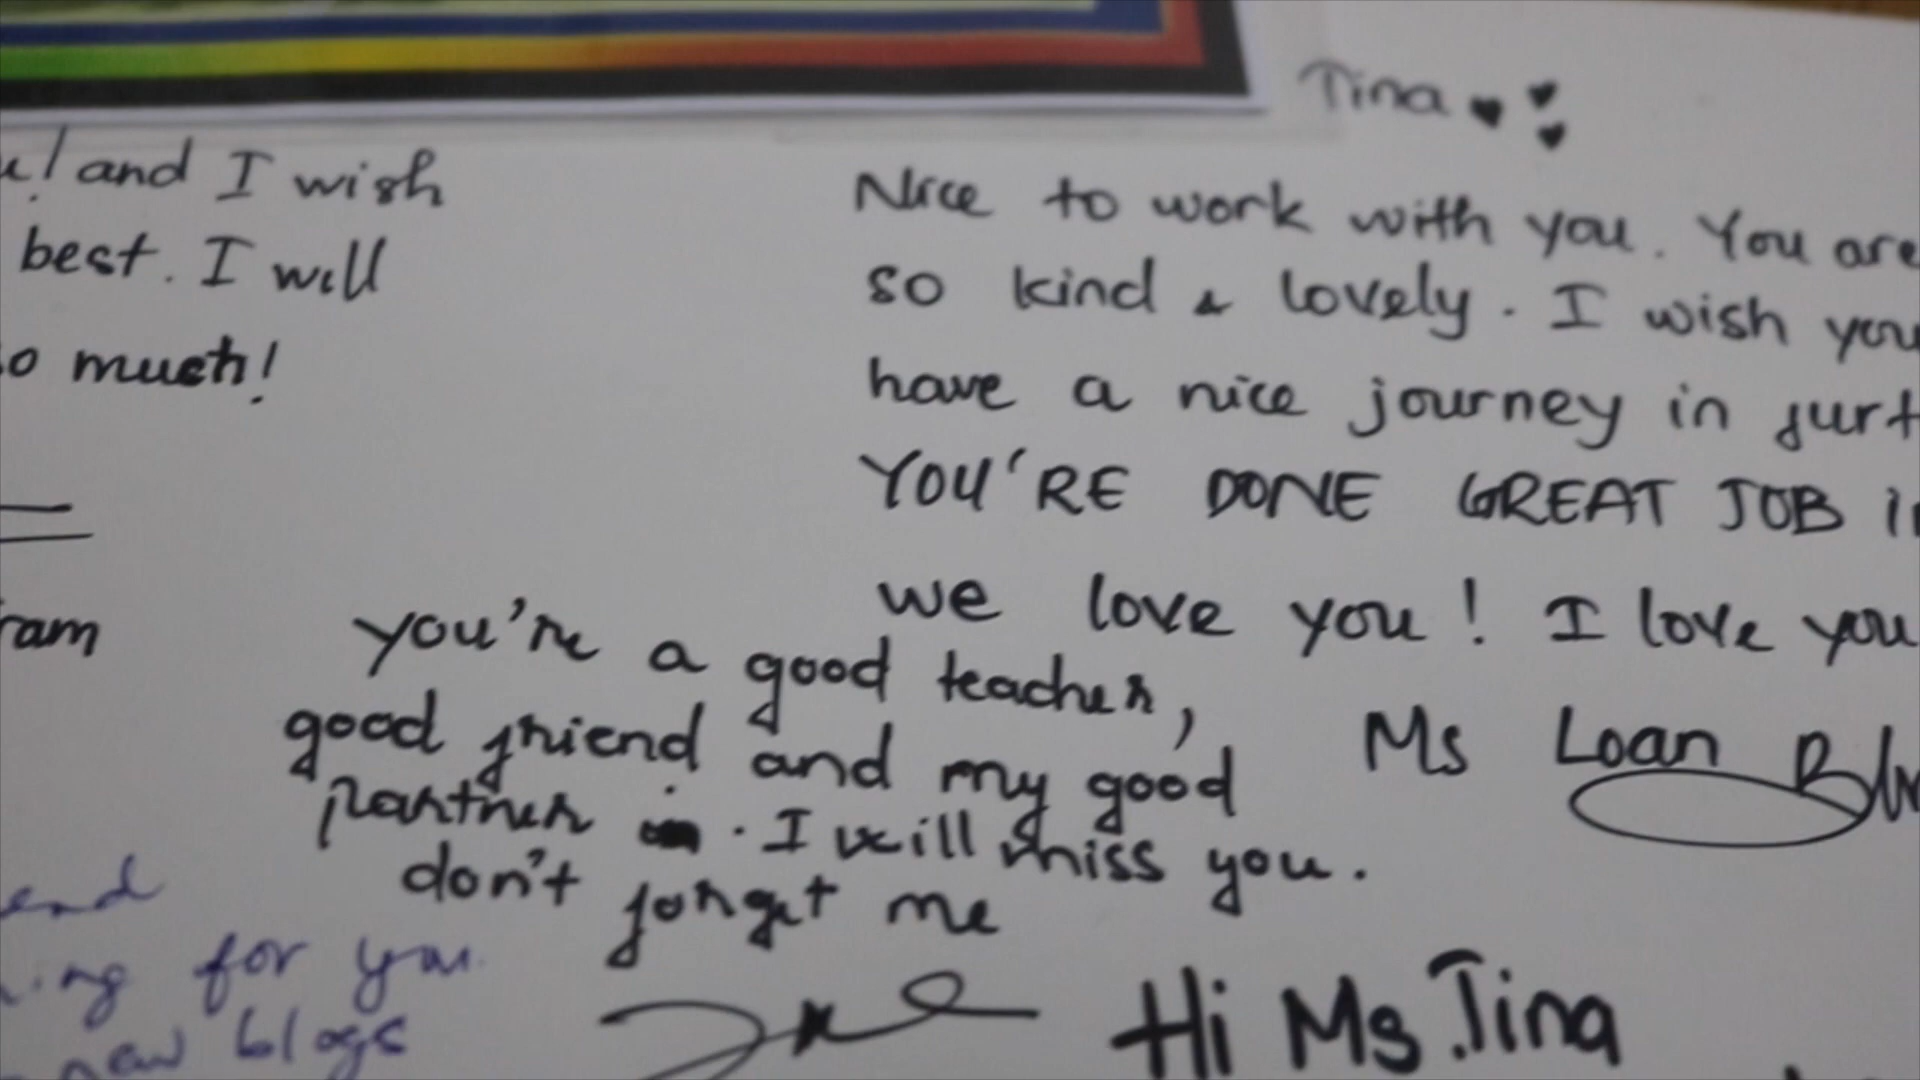 Tina
and I wish
best. I will
so much!
Nice to work with you. You are
so kind & lovely. I wish you
have a nice journey in furt
YOU'RE DONE GREAT JOB in
we love you! I love you
Ms Loan
you're a good teacher,
good friend and my good
partner . I will miss you.
don't forget me
for you
new blogs
Hi Ms.Tina